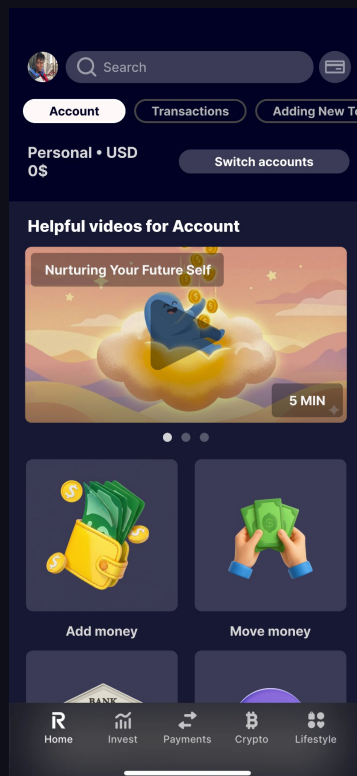 Search
Account
Transactions
Adding New T
Personal • USD
0$
Switch accounts
Helpful videos for Account
Nurturing Your Future Self
5 MIN
Add money
Move money
BANK
Home
Invest
Payments
Crypto
Lifestyle